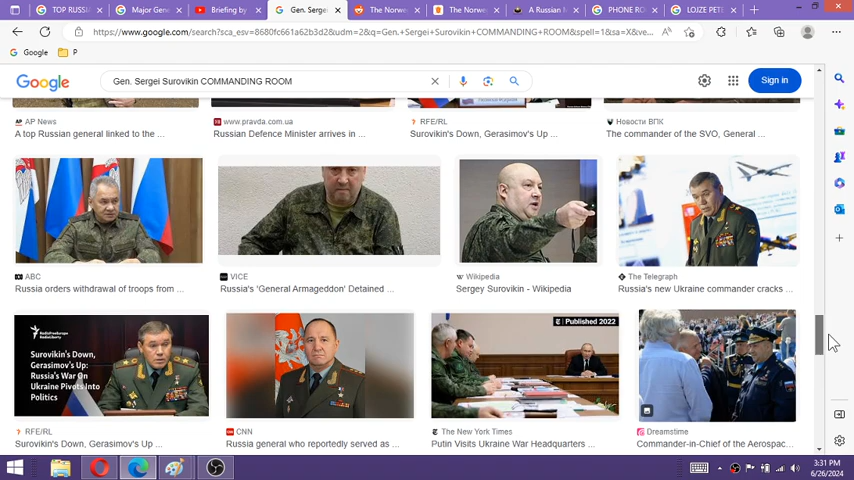 TOP RUSSIA
Major Gen
Briefing by
Gen. Sergei
The Norwe
The Norwe
A Russian M
PHONE RO
LOJZE PET
https://www.google.com/search?sca_esv=8680fc661a62b3d2&udm=2&q=Gen.+Sergei+Surovikin+COMMANDING+ROOM&spell=1&sa=X&ve...
Google
P
Google
Gen. Sergei Surovikin COMMANDING ROOM
Sign in
AP News
A top Russian general linked to the ...
www.pravda.com.ua
Russian Defence Minister arrives in ...
RFE/RL
Surovikin's Down, Gerasimov's Up ...
Новости ВПК
The commander of the SVO, General ...
ABC
Russia orders withdrawal of troops from ...
VICE
Russia's 'General Armageddon' Detained ...
Wikipedia
Sergey Surovikin - Wikipedia
The Telegraph
Russia's new Ukraine commander cracks ...
RadioFreeEurope
RadioLiberty
Surovikin's Down,
Gerasimov's Up:
Russia's War On
Ukraine Pivots Into
Politics
Published 2022
RFE/RL
Surovikin's Down, Gerasimov's Up ...
CNN
Russia general who reportedly served as ...
The New York Times
Putin Visits Ukraine War Headquarters ...
Dreamstime
Commander-in-Chief of the Aerospac...
3:31 PM
6/26/2024